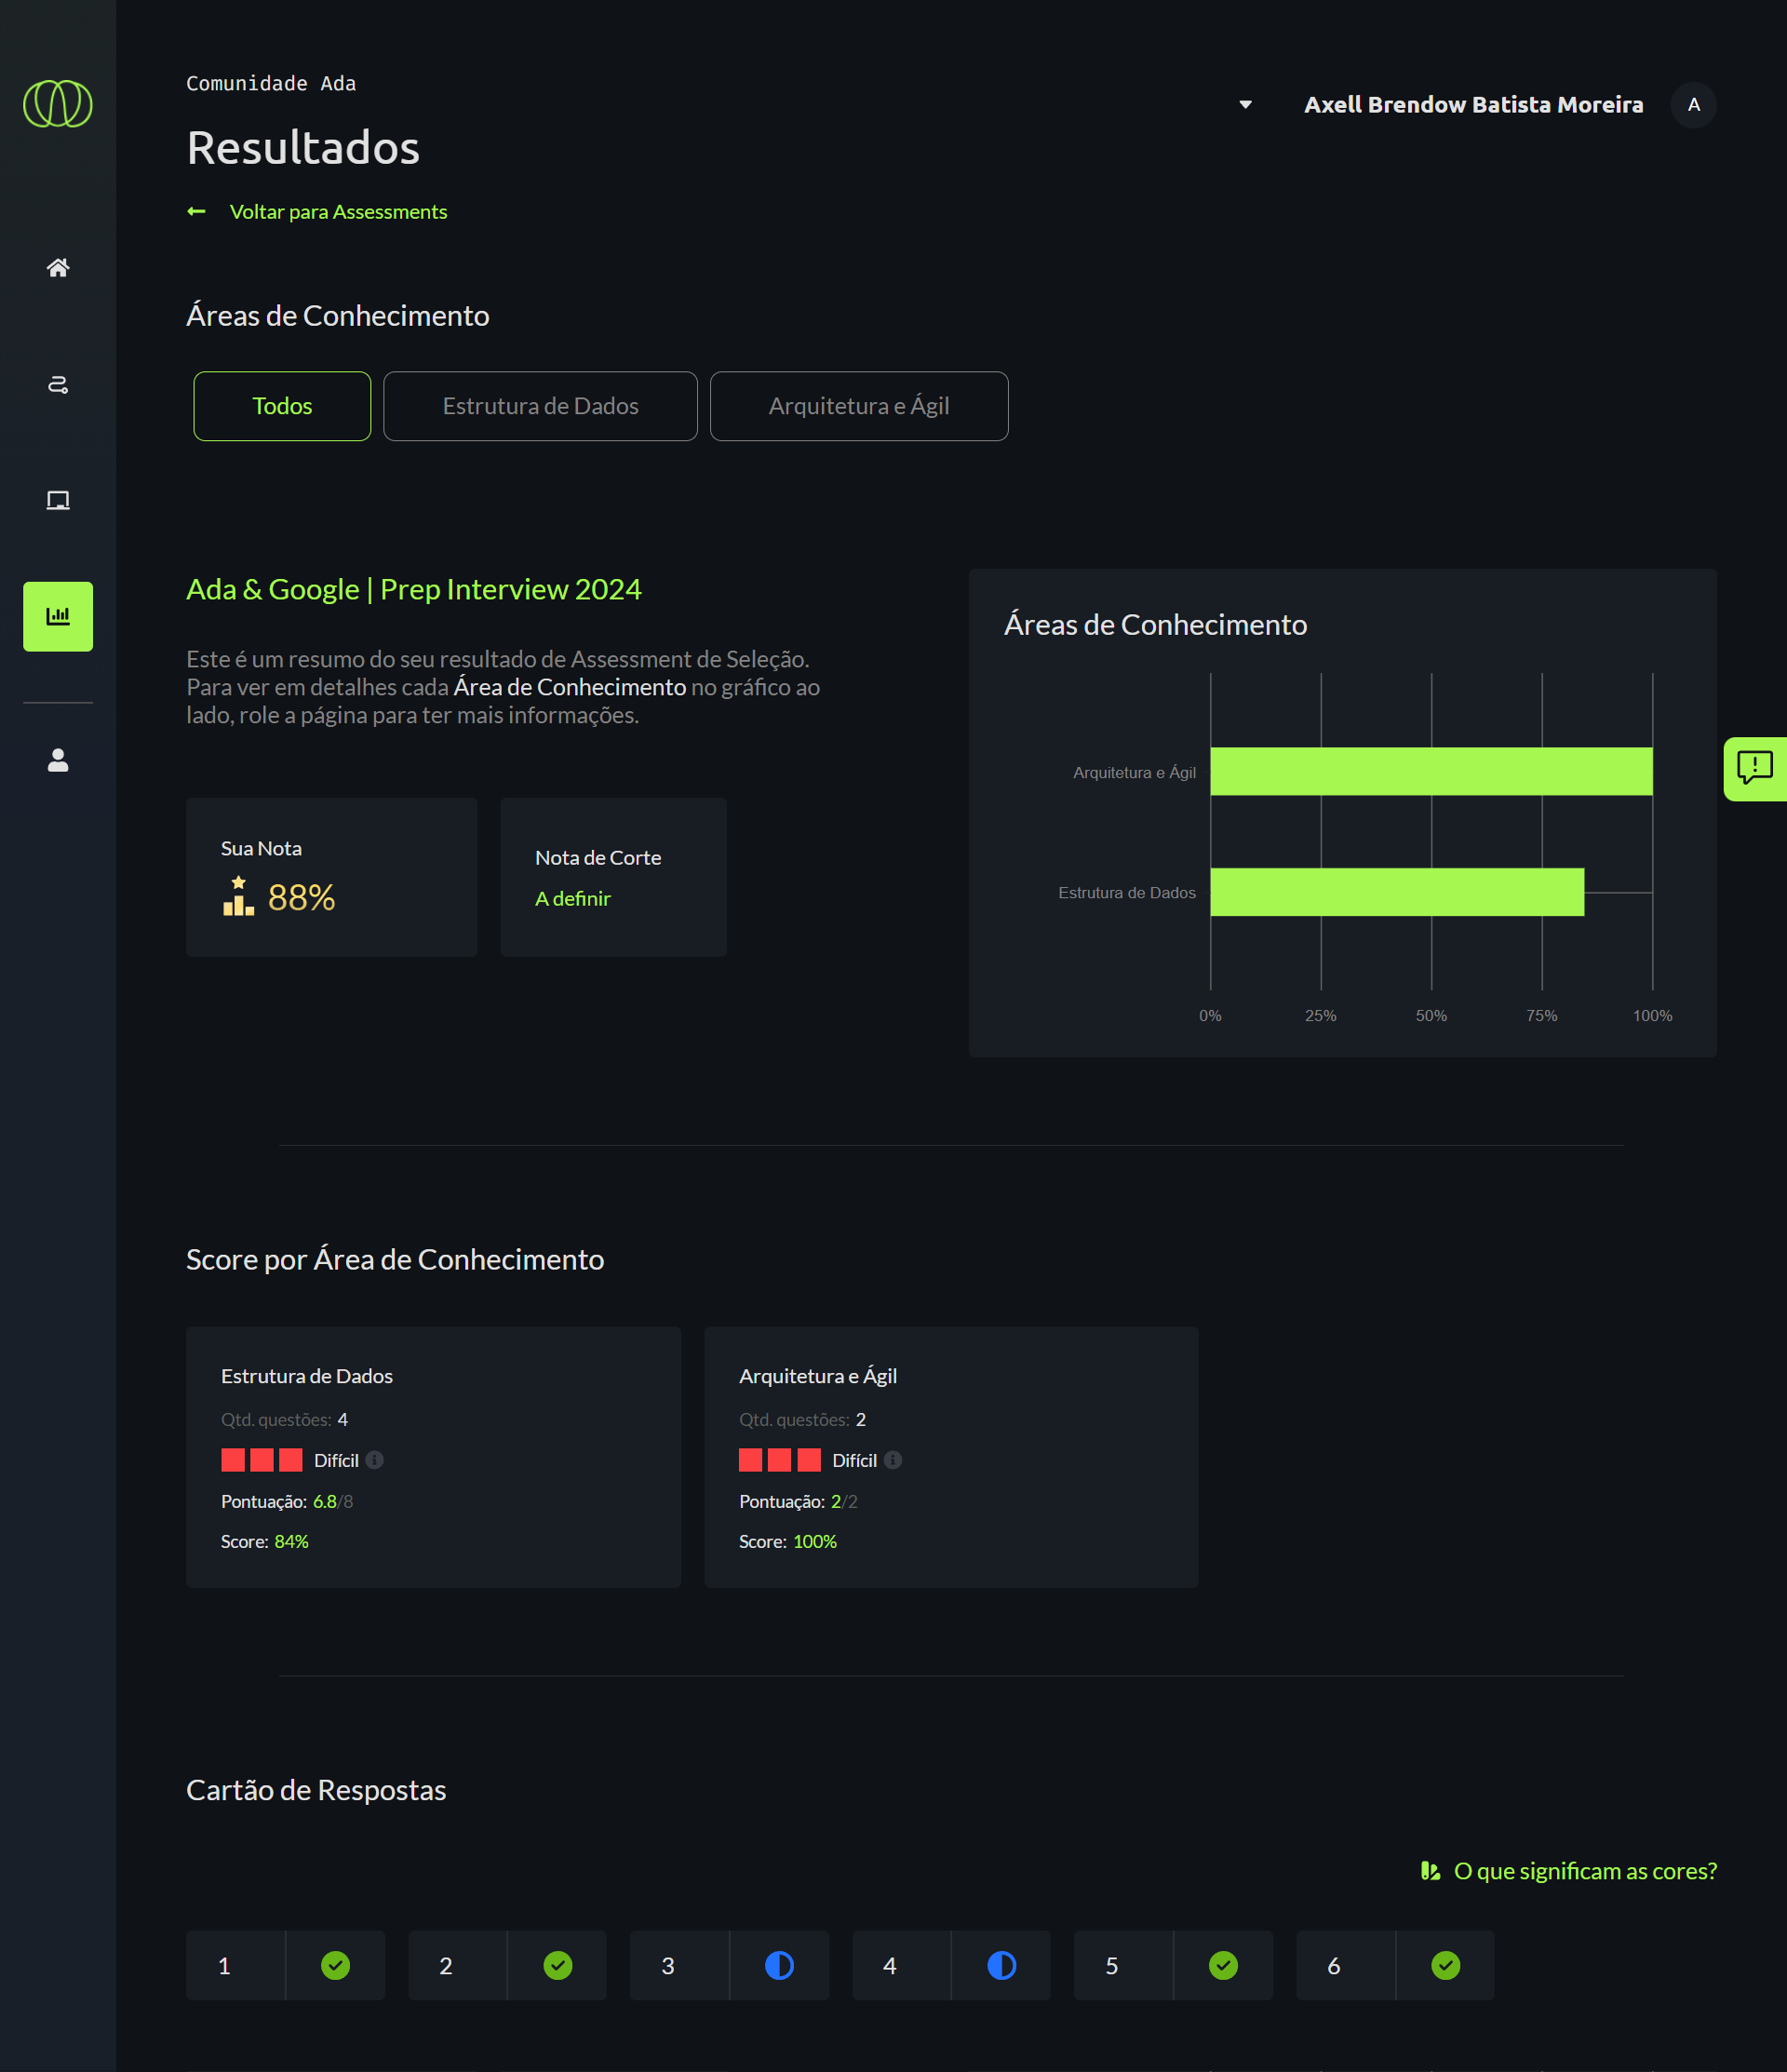 Comunidade Ada
Axell Brendow Batista Moreira
A
Resultados
Voltar para Assessments
Áreas de Conhecimento
Todos
Estrutura de Dados
Arquitetura e Ágil
Ada & Google | Prep Interview 2024
Este é um resumo do seu resultado de Assessment de Seleção.
Para ver em detalhes cada Área de Conhecimento no gráfico ao
lado, role a página para ter mais informações.
Sua Nota
88%
Nota de Corte
A definir
Áreas de Conhecimento
Arquitetura e Ágil
Estrutura de Dados
0% 25% 50% 75% 100%
Score por Área de Conhecimento
Estrutura de Dados
Qtd. questões: 4
Difícil
Pontuação: 6.8/8
Score: 84%
Arquitetura e Ágil
Qtd. questões: 2
Difícil
Pontuação: 2/2
Score: 100%
Cartão de Respostas
O que significam as cores?
1 2 3 4 5 6